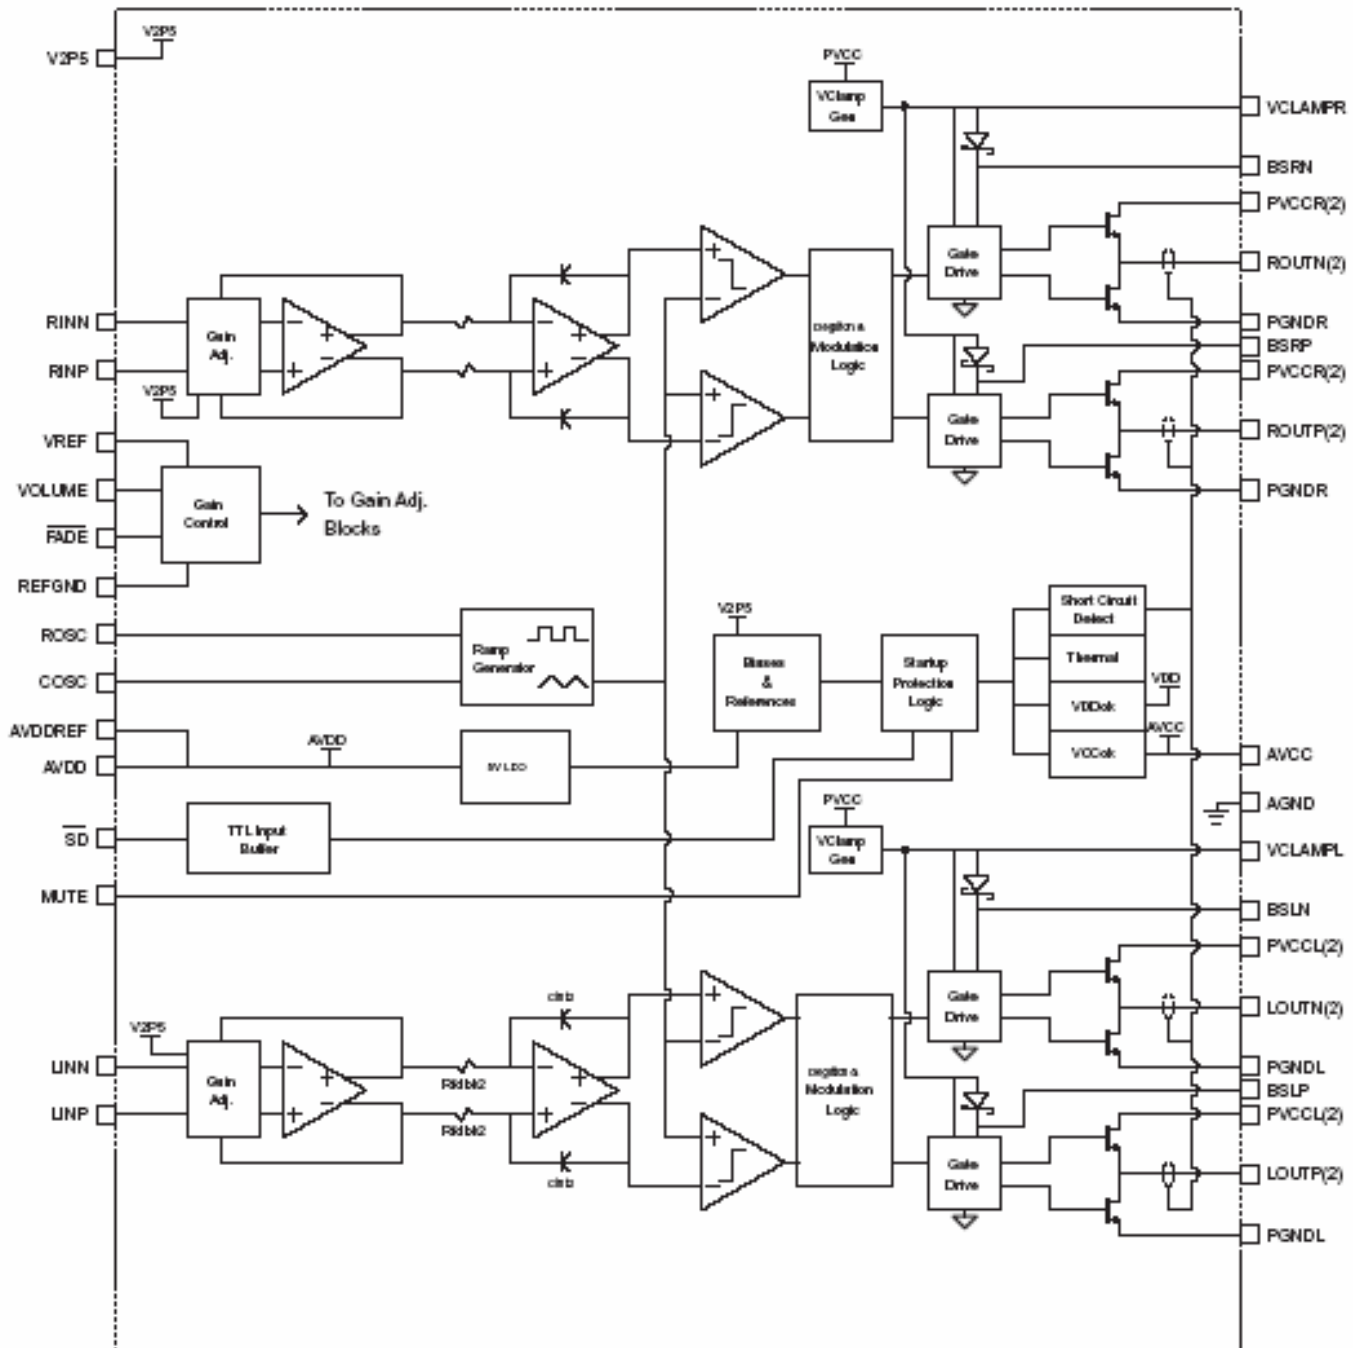 V2P5
V2P5
PVCC
VClamp
Gen
VCLAMPR
BSRN
PVCCR(2)
Gate
Drive
ROUTN(2)
RINN
RINP
Gain
Adj.
V2P5
Modulation
Logic
PGNDR
BSRP
PVCCR(2)
Gate
Drive
ROUTP(2)
PGNDR
VREF
VOLUME
FADE
REFGND
Gain
Control
To Gain Adj.
Blocks
ROSC
COSC
Ramp
Generator
V2P5
Biases
&
References
Startup
Protection
Logic
Short Circuit
Detect
Thermal
VDDok
VCCok
VDD
AVCC
AVCC
AVDDREF
AVDD
AVDD
5V LDO
AGND
SD
TTL Input
Buffer
MUTE
PVCC
VClamp
Gen
VCLAMPL
BSLN
PVCCL(2)
Gate
Drive
LOUTN(2)
V2P5
LINN
LINP
Gain
Adj.
Modulation
Logic
PGNDL
BSLP
PVCCL(2)
Gate
Drive
LOUTP(2)
PGNDL